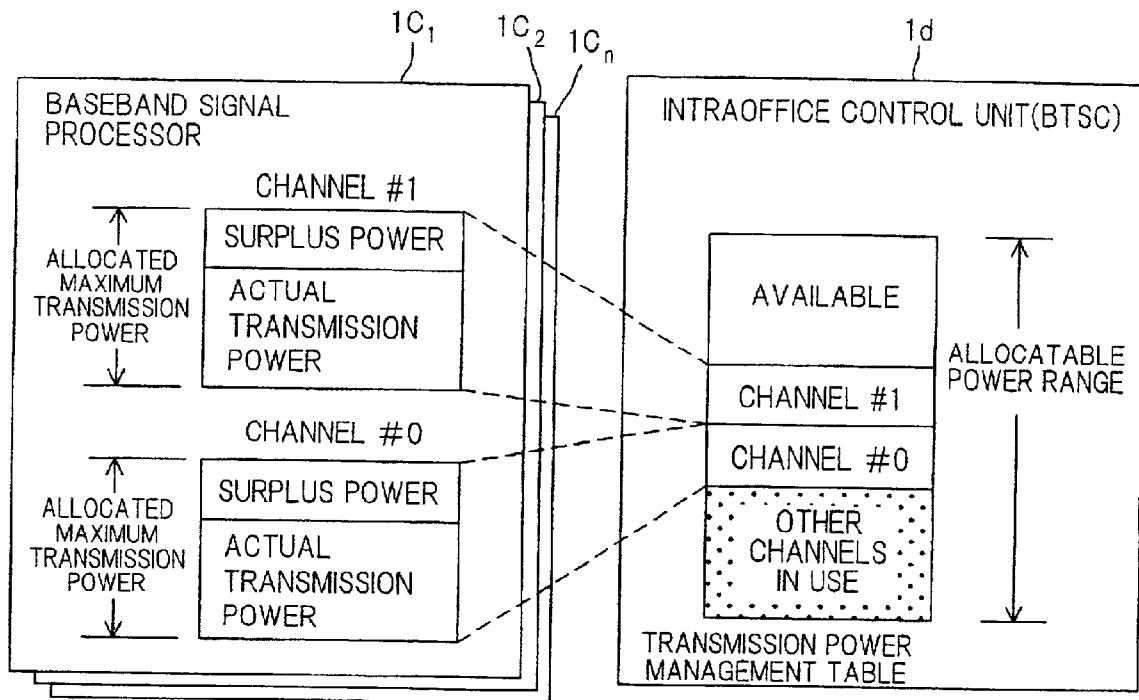 1C1
1C2
1Cn
1d
BASEBAND SIGNAL
PROCESSOR
CHANNEL #1
SURPLUS POWER
ACTUAL
TRANSMISSION
POWER
ALLOCATED
MAXIMUM
TRANSMISSION
POWER
CHANNEL #0
SURPLUS POWER
ACTUAL
TRANSMISSION
POWER
ALLOCATED
MAXIMUM
TRANSMISSION
POWER
INTRAOFFICE CONTROL UNIT(BTSC)
AVAILABLE
CHANNEL #1
CHANNEL #0
OTHER
CHANNELS
IN USE
ALLOCATABLE
POWER RANGE
TRANSMISSION POWER
MANAGEMENT TABLE